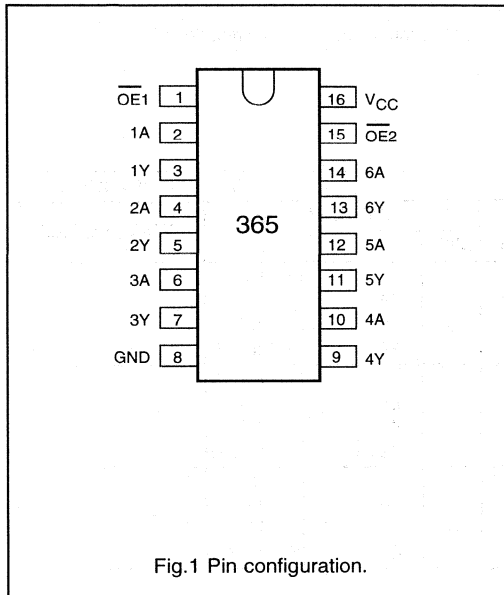 OE1 1 16 VCC
1A 2 15 OE2
1Y 3 14 6A
2A 4 13 6Y
365
2Y 5 12 5A
3A 6 11 5Y
3Y 7 10 4A
GND 8 9 4Y
Fig.1 Pin configuration.